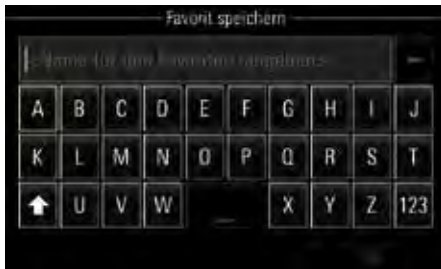 Favorit speichern
A B C D E F G H I J
K L M N O P Q R S T
U V W X Y Z 123